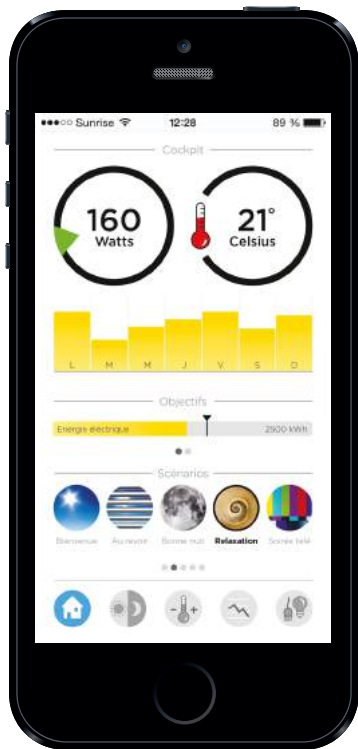 Sunrise 12:28 89 %
Cockpit
160 21°
Watts Celsius
L M M J V S D
Objectifs
Energie électrique 2500 kWh
Scénarios
Bienvenue Au revoir Bonne nuit Relaxation Soirée télé
- +